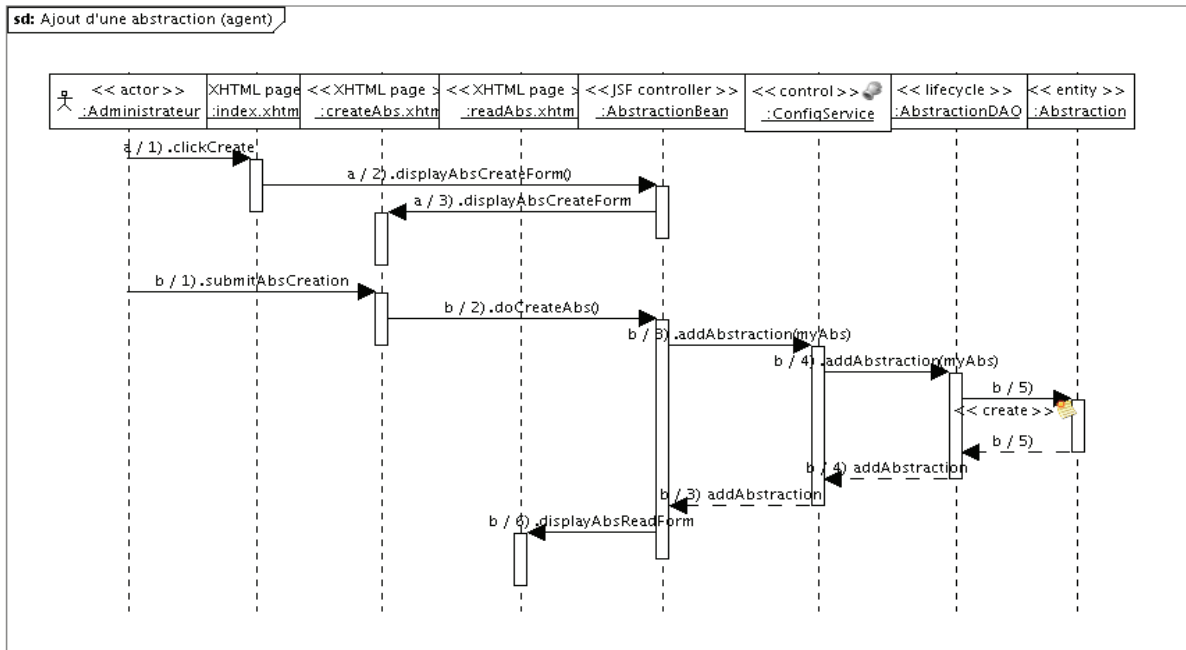 sd: Ajout d'une abstraction (agent)
<< actor >>
:Administrateur
XHTML page
:index.xhtm
<< XHTML page >
:createAbs.xhtm
<< XHTML page >
:readAbs.xhtm
<<JSF controller >>
:AbstractionBean
<< control >>
:ConfigService
<< lifecycle >>
:AbstractionDAO
<< entity >>
:Abstraction
a / 1) .clickCreate
a / 2) .displayAbsCreateForm()
a / 3) .displayAbsCreateForm
b / 1) .submitAbsCreation
b / 2) .doCreateAbs()
b / 3) .addAbstraction(myAbs)
b / 4) .addAbstraction(myAbs)
b / 5)
<< create >>
b / 5)
b / 4) addAbstraction
b / 3) addAbstraction
b / 6) .displayAbsReadForm